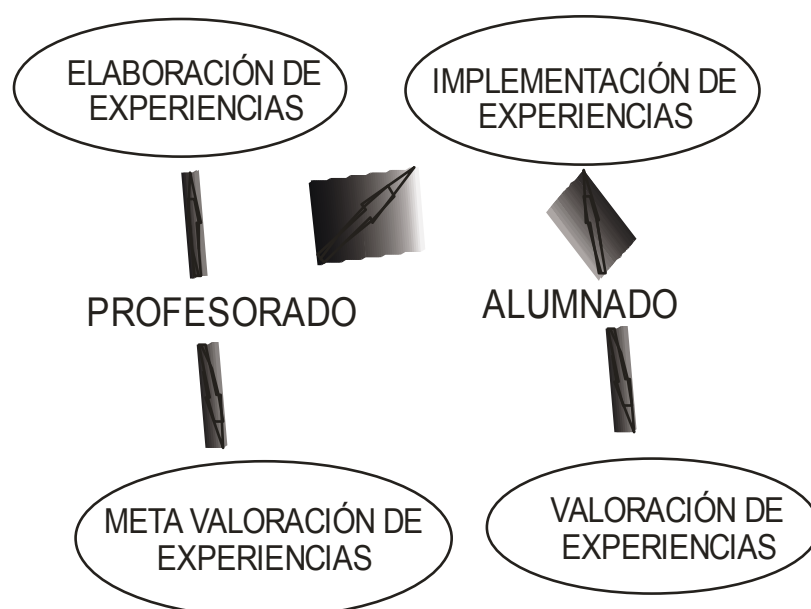 ELABORACIÓN DE
EXPERIENCIAS
IMPLEMENTACIÓN DE
EXPERIENCIAS
PROFESORADO
ALUMNADO
META VALORACIÓN DE
EXPERIENCIAS
VALORACIÓN DE
EXPERIENCIAS